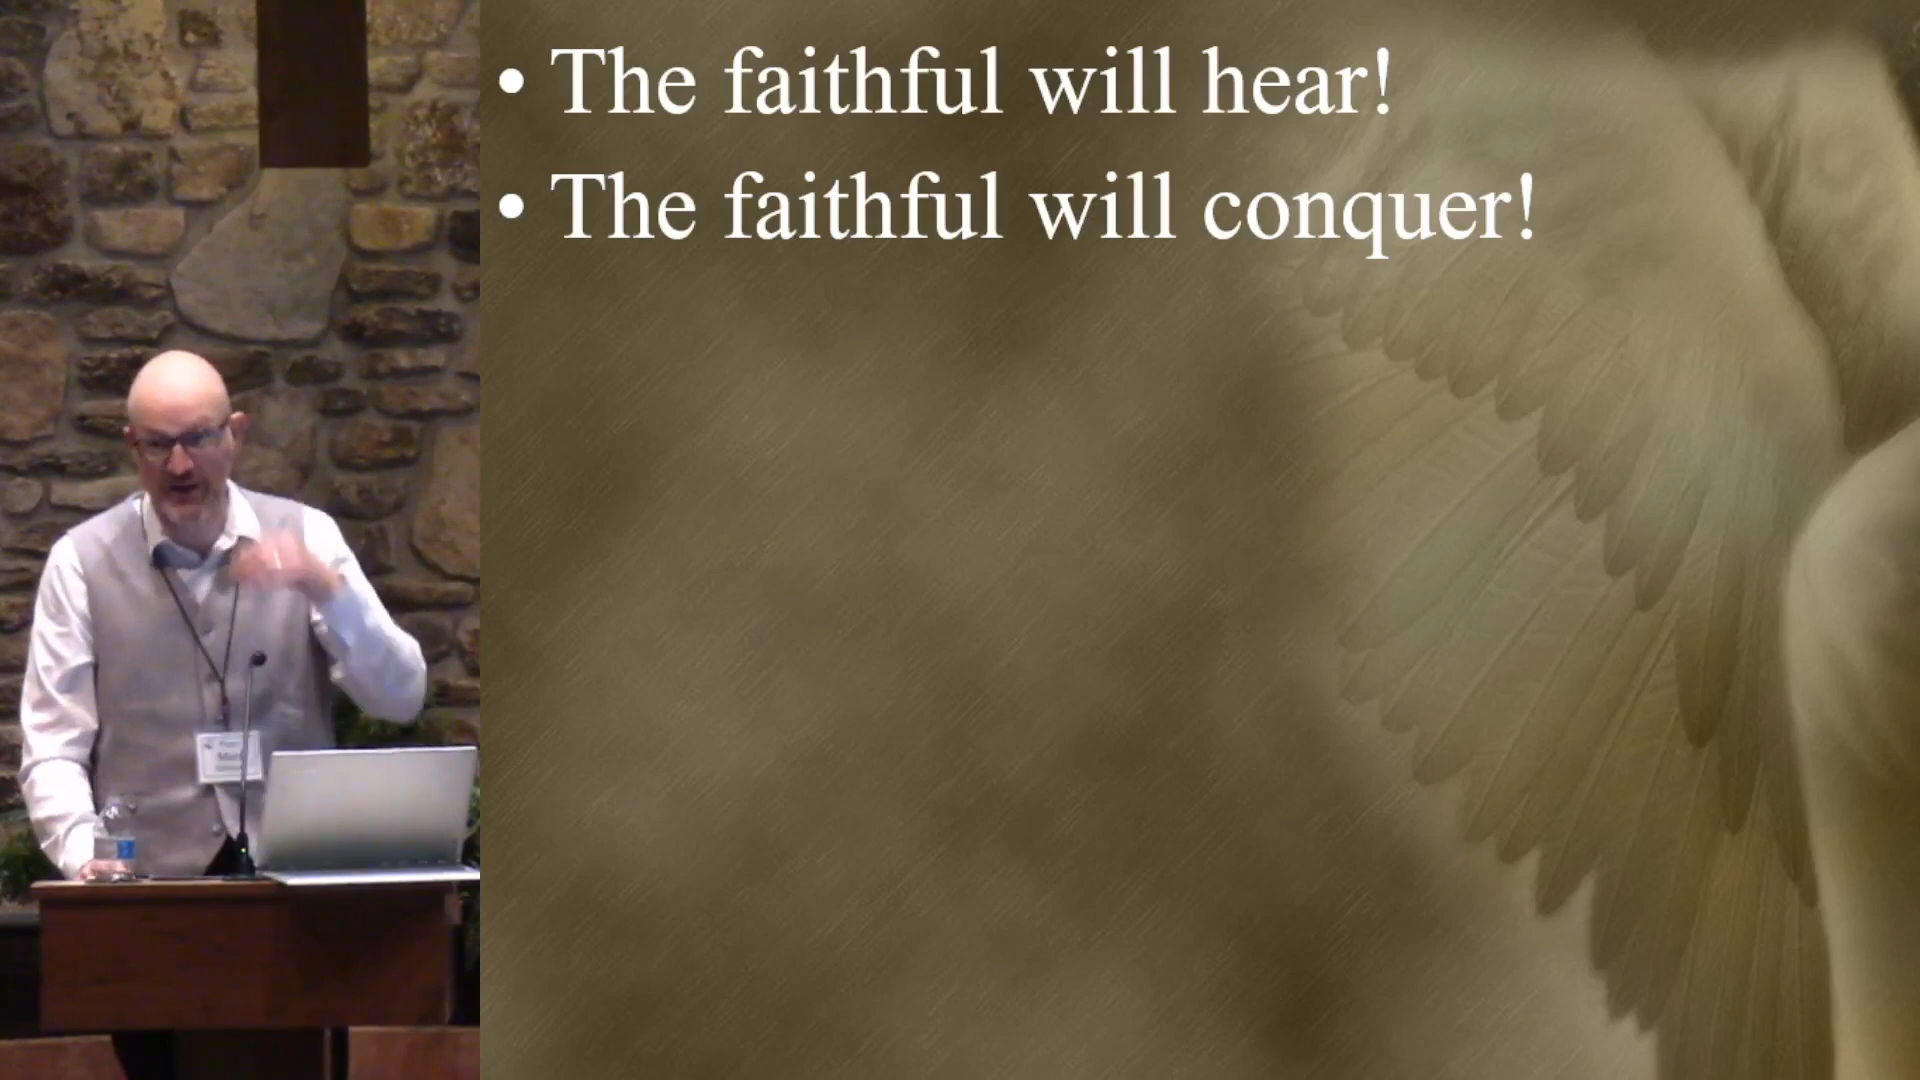 • The faithful will hear!
• The faithful will conquer!